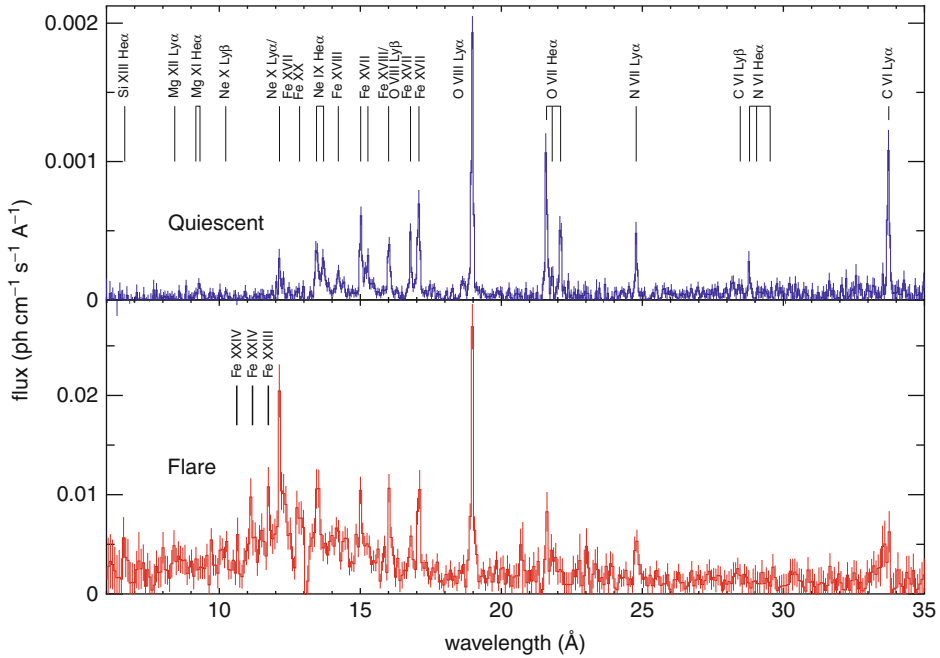 0.002
0.001
0
Si XIII Heα
Mg XII Lyα
Mg XI Heα
Ne X Lyβ
Ne X Lyα/
Fe XVII
Fe XX
Ne IX Heα
Fe XVIII
Fe XVII
Fe XVIII/
O VIII Lyβ
Fe XVII
Fe XVII
O VIII Lyα
O VII Heα
N VII Lyα
C VI Lyβ
N VI Heα
C VI Lyα
Quiescent
flux (ph cm⁻¹ s⁻¹ A⁻¹)
0.02
0.01
0
Fe XXIV
Fe XXIV
Fe XXIII
Flare
10 15 20 25 30 35
wavelength (Å)